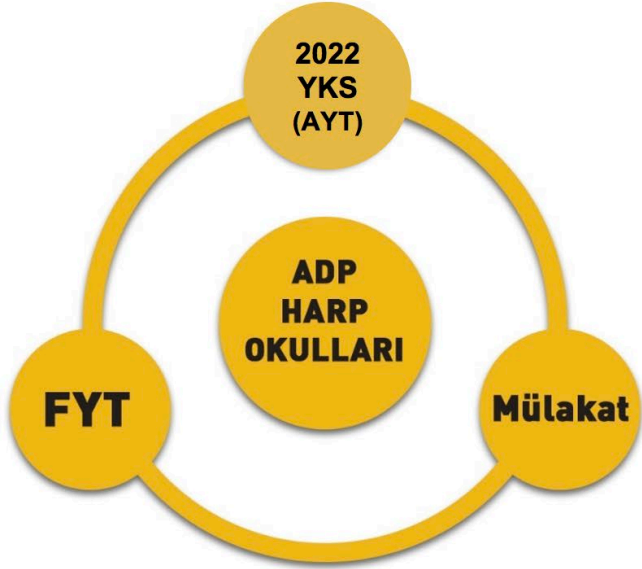 2022
YKS
(AYT)
ADP
HARP
OKULLARI
FYT
Mülakat